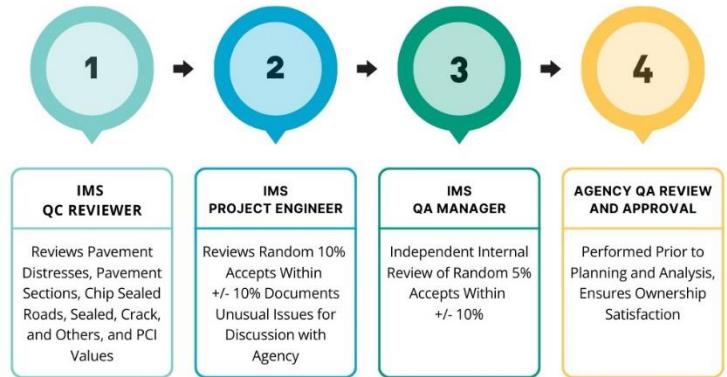 1
2
3
4
IMS
QC REVIEWER
Reviews Pavement
Distresses, Pavement
Sections, Chip Sealed
Roads, Sealed, Crack,
and Others, and PCI
Values
IMS
PROJECT ENGINEER
Reviews Random 10%
Accepts Within
+/- 10% Documents
Unusual Issues for
Discussion with
Agency
IMS
QA MANAGER
Independent Internal
Review of Random 5%
Accepts Within
+/- 10%
AGENCY QA REVIEW
AND APPROVAL
Performed Prior to
Planning and Analysis,
Ensures Ownership
Satisfaction